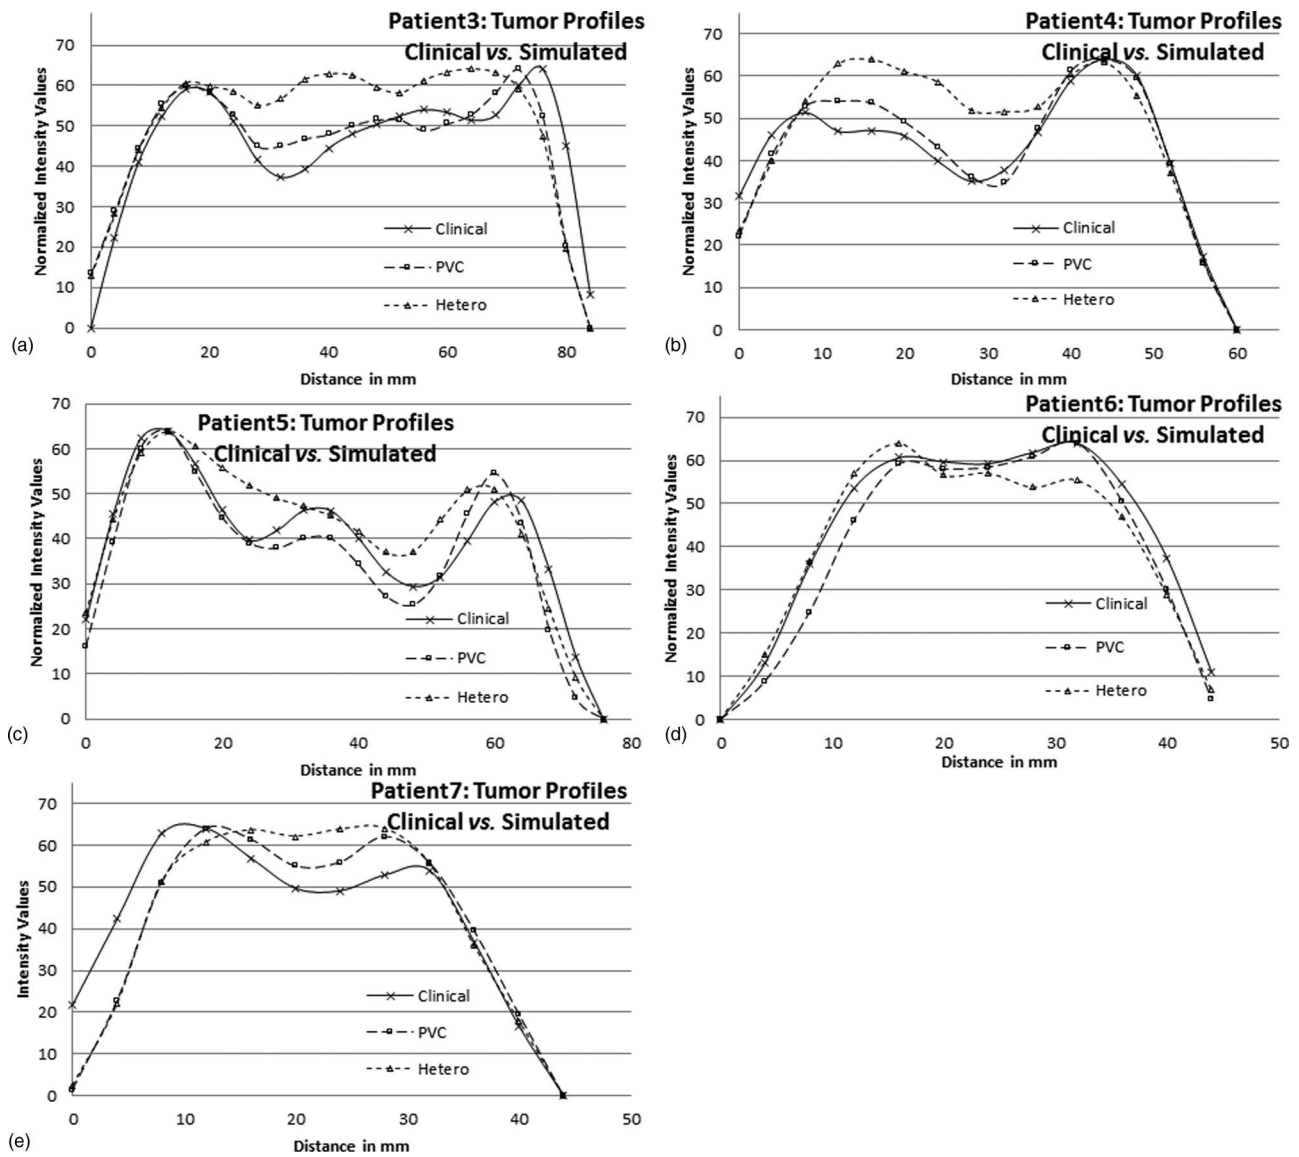 Patient3: Tumor Profiles
Clinical vs. Simulated
Normalized Intensity Values
70
60
50
40
30
20
10
0
0 20 40 60 80
Distance in mm
Clinical
PVC
Hetero
(a)
Patient4: Tumor Profiles
Clinical vs. Simulated
Normalized Intensity Values
70
60
50
40
30
20
10
0
0 10 20 30 40 50 60
Distance in mm
Clinical
PVC
Hetero
(b)
Patient5: Tumor Profiles
Clinical vs. Simulated
Normalized Intensity Values
70
60
50
40
30
20
10
0
0 20 40 60 80
Distance in mm
Clinical
PVC
Hetero
(c)
Patient6: Tumor Profiles
Clinical vs. Simulated
Normalized Intensity Values
70
60
50
40
30
20
10
0
0 10 20 30 40 50
Distance in mm
Clinical
PVC
Hetero
(d)
Patient7: Tumor Profiles
Clinical vs. Simulated
Intensity Values
70
60
50
40
30
20
10
0
0 10 20 30 40 50
Distance in mm
Clinical
PVC
Hetero
(e)